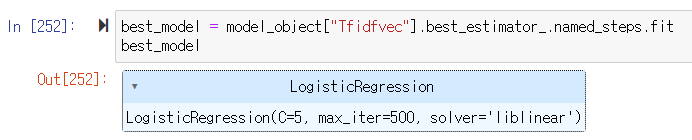 In [252]:
best_model = model_object["Tfidfvec"].best_estimator_.named_steps.fit
best_model
Out[252]:
▾ LogisticRegression
LogisticRegression(C=5, max_iter=500, solver='liblinear')